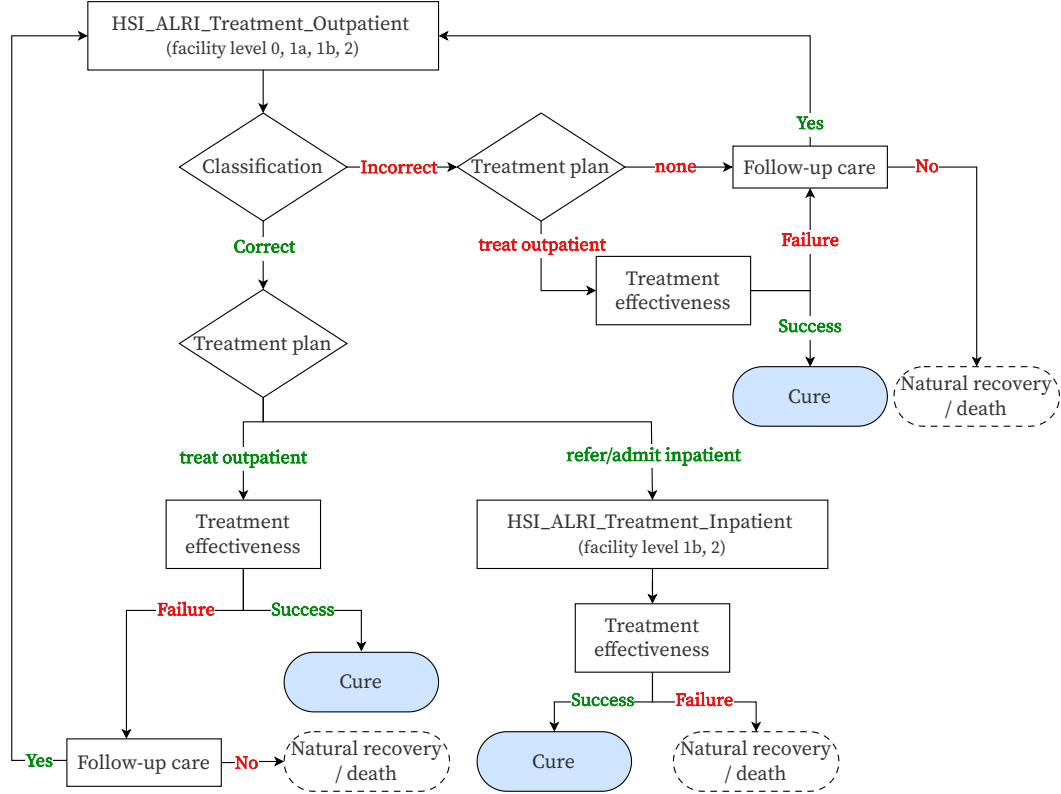 HSI_ALRI_Treatment_Outpatient
(facility level 0, 1a, 1b, 2)
Yes
Classification
Incorrect
Treatment plan
none
Follow-up care
No
Correct
treat outpatient
Failure
Treatment
effectiveness
Success
Treatment plan
Cure
Natural recovery
/ death
treat outpatient
refer/admit inpatient
Treatment
effectiveness
HSI_ALRI_Treatment_Inpatient
(facility level 1b, 2)
Failure
Success
Treatment
effectiveness
Cure
Success
Failure
Yes
Follow-up care
No
Natural recovery
/ death
Cure
Natural recovery
/ death